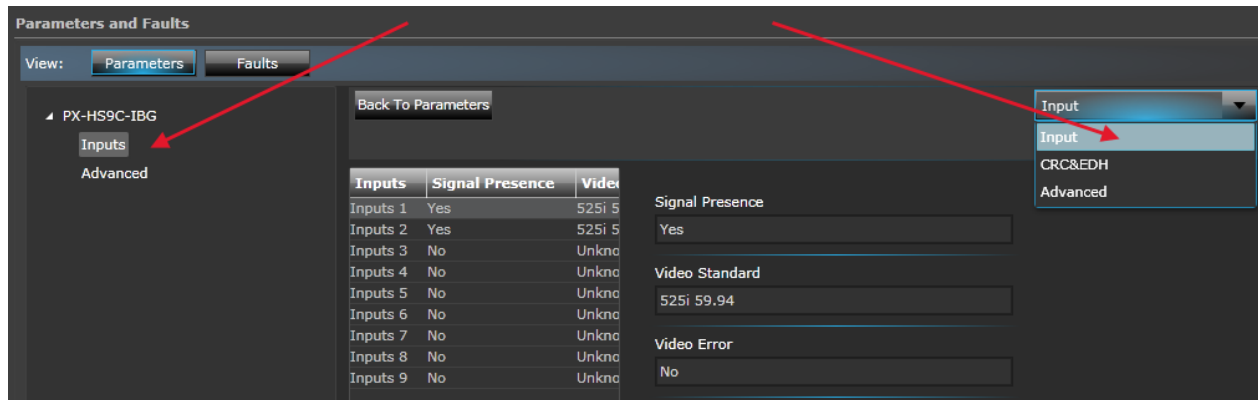 Parameters and Faults
View: Parameters Faults
PX-HS9C-IBG
Inputs
Advanced
Back To Parameters
Input
Input
CRC&EDH
Advanced
Inputs Signal Presence Video
Inputs 1 Yes 525i 5
Inputs 2 Yes 525i 5
Inputs 3 No Unkno
Inputs 4 No Unkno
Inputs 5 No Unkno
Inputs 6 No Unkno
Inputs 7 No Unkno
Inputs 8 No Unkno
Inputs 9 No Unkno
Signal Presence
Yes
Video Standard
525i 59.94
Video Error
No